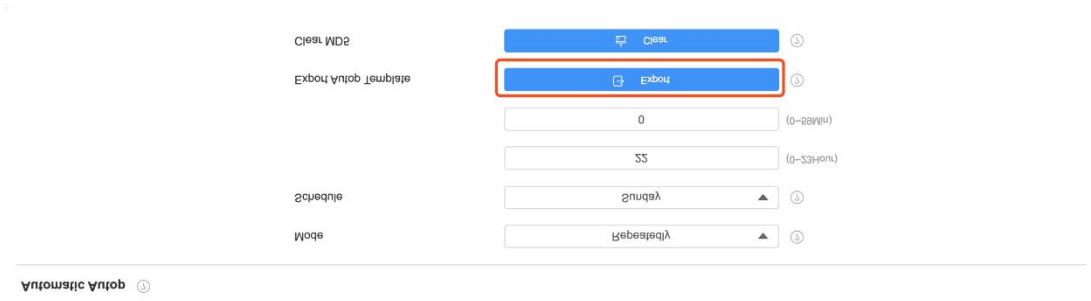 Automatic Autop
Mode Repeatedly
Schedule Sunday
22 (0~23Hour)
0 (0~59Min)
Export Autop Template Export
Clear MD5 Clear